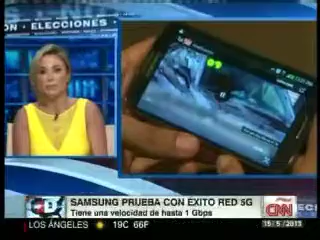 ELECCIONES
SAMSUNG PRUEBA CON ÉXITO RED 5G
Tiene una velocidad de hasta 1 Gbps
CNN
LOS ÁNGELES 19C 66F
15/5/2013